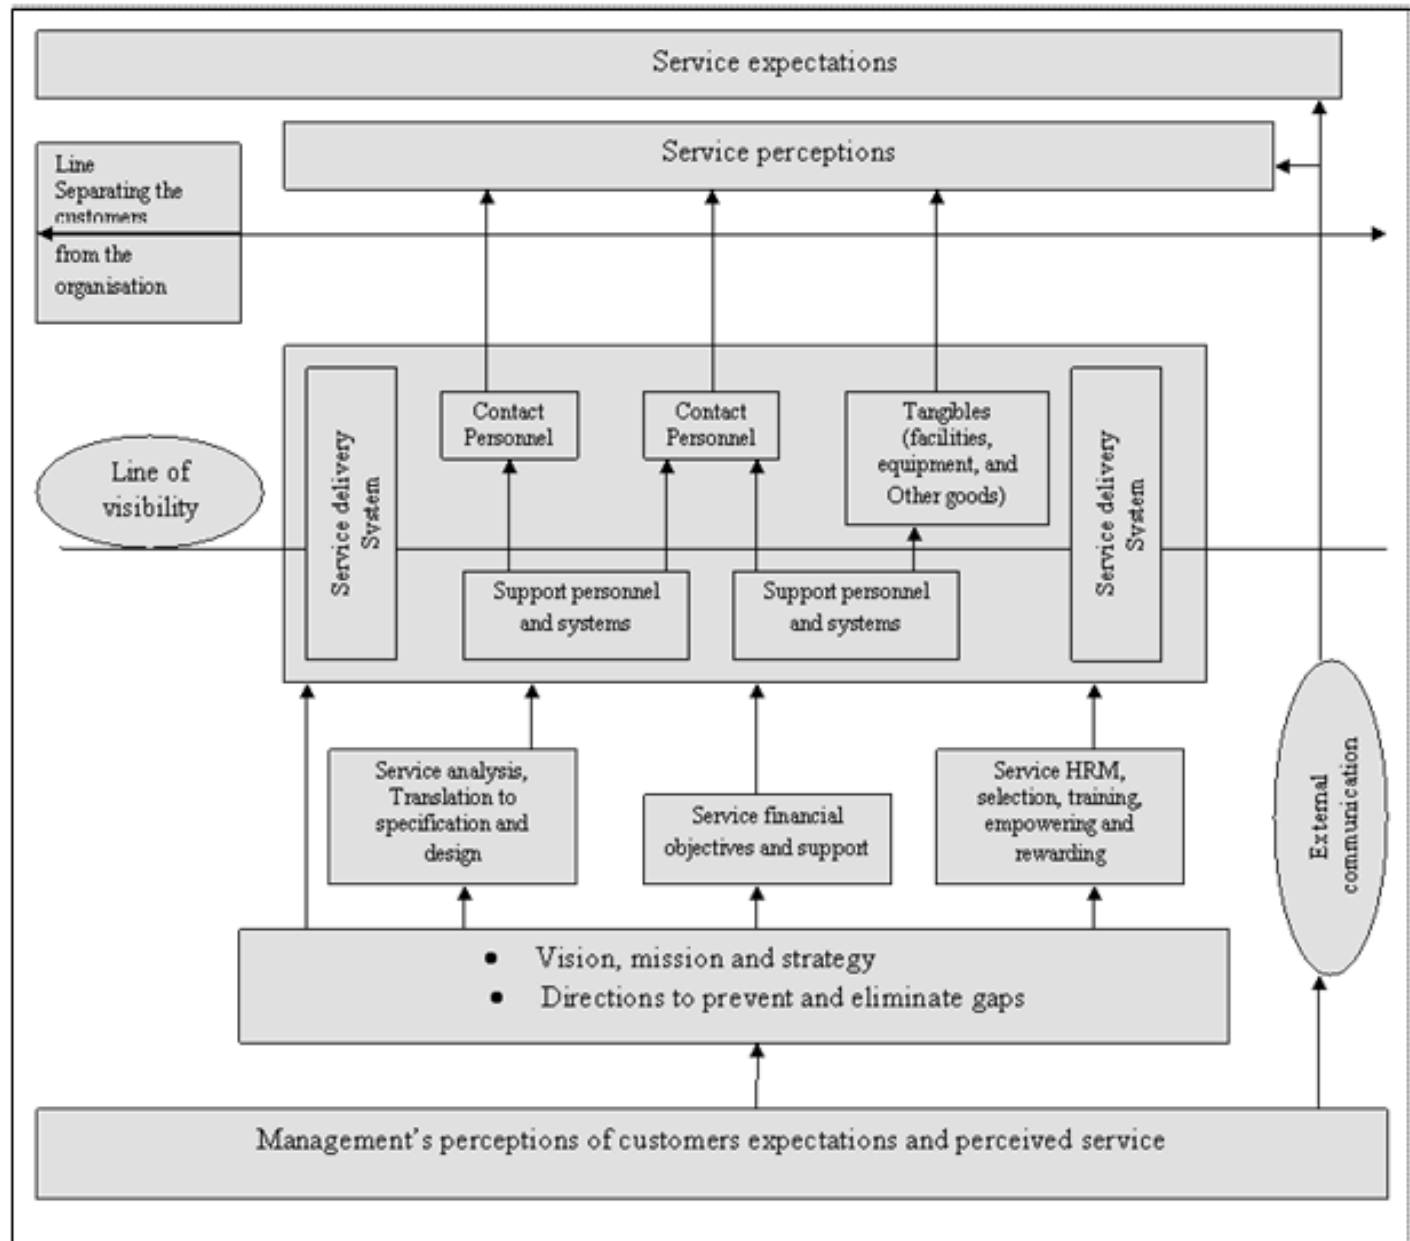 Service expectations
Service perceptions
Line
Separating the
customers
from the
organisation
Contact
Personnel
Contact
Personnel
Tangibles
(facilities,
equipment, and
Other goods)
Line of
visibility
Service delivery
System
Service delivery
System
Support personnel
and systems
Support personnel
and systems
Service analysis,
Translation to
specification and
design
Service financial
objectives and support
Service HRM,
selection, training,
empowering and
rewarding
External
communication
• Vision, mission and strategy
• Directions to prevent and eliminate gaps
Management's perceptions of customers expectations and perceived service